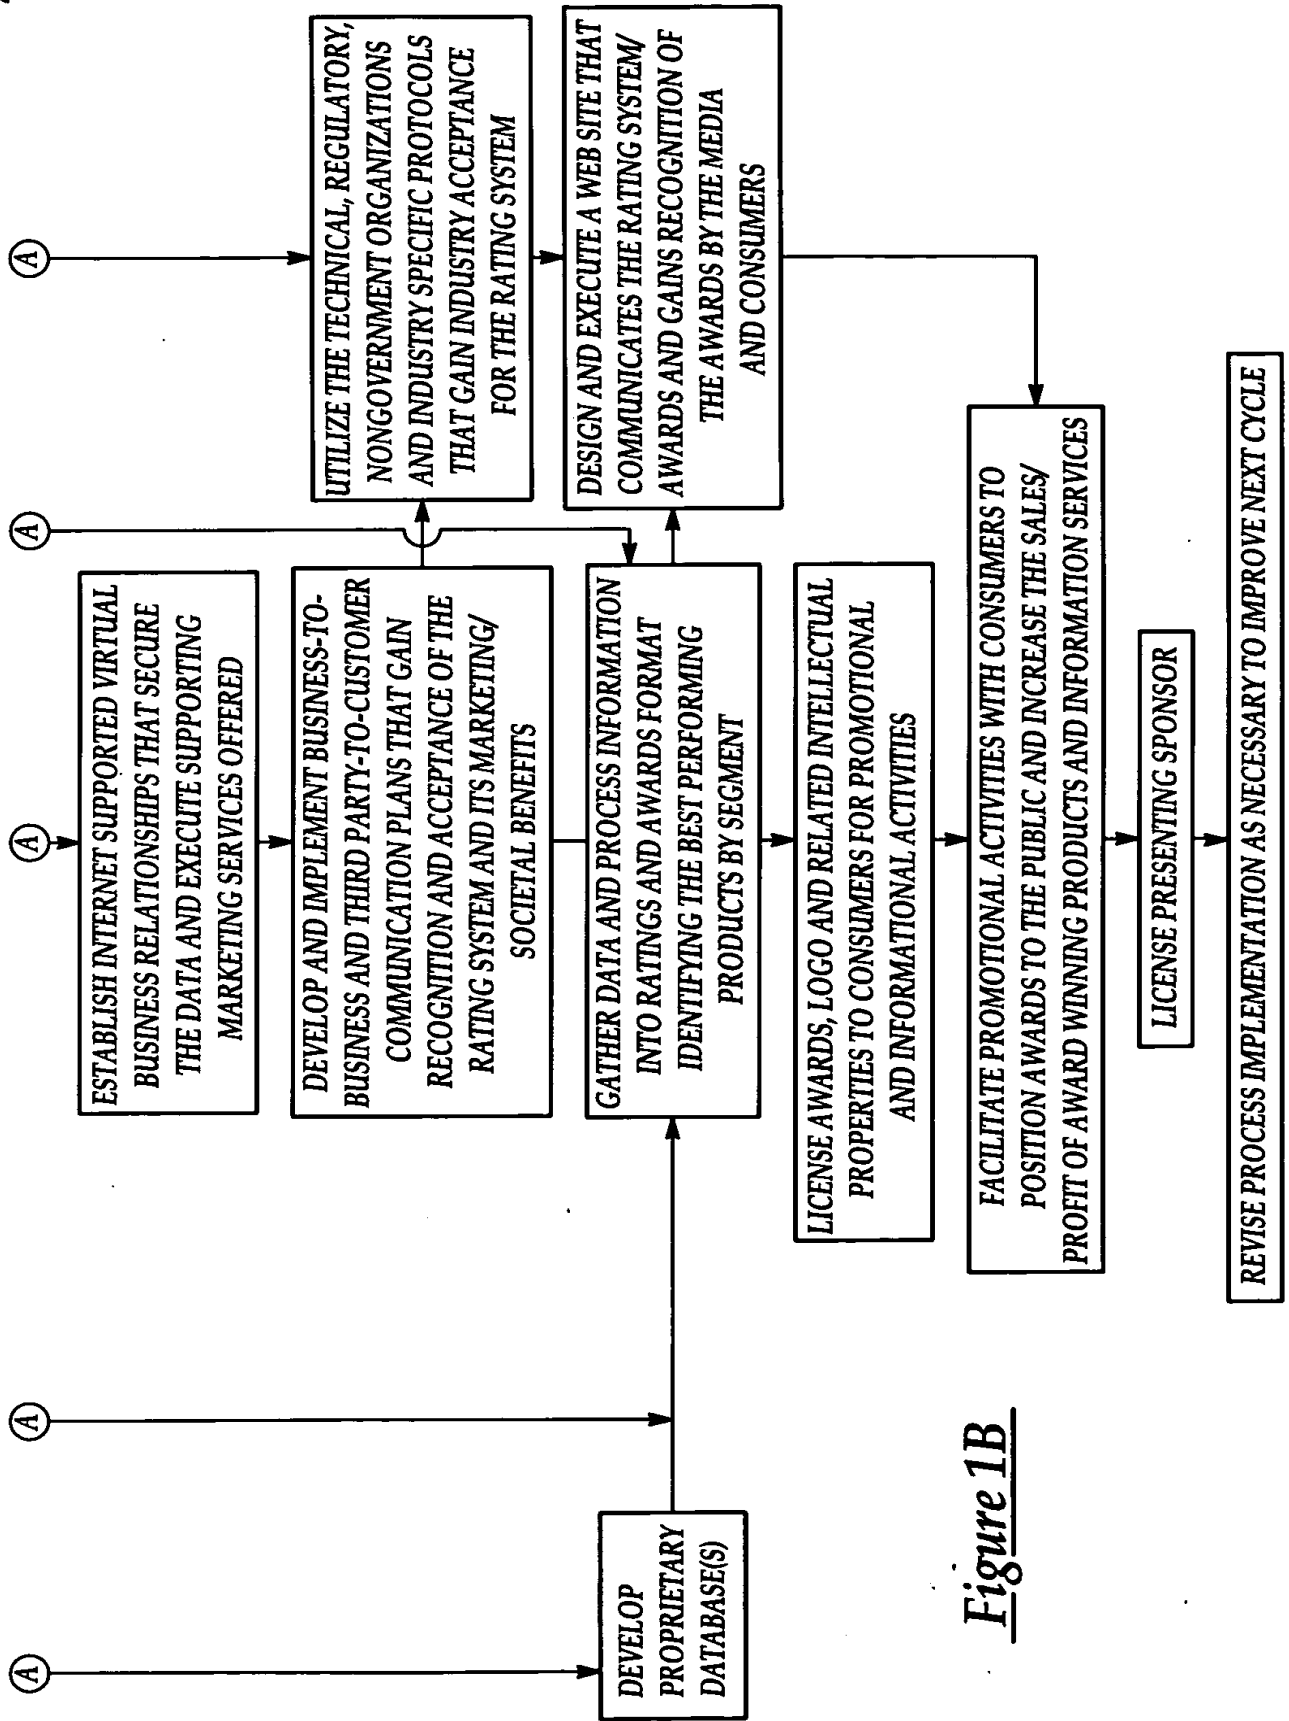 A
A
A
A
A
ESTABLISH INTERNET SUPPORTED VIRTUAL
BUSINESS RELATIONSHIPS THAT SECURE
THE DATA AND EXECUTE SUPPORTING
MARKETING SERVICES OFFERED
DEVELOP AND IMPLEMENT BUSINESS-TO-
BUSINESS AND THIRD PARTY-TO-CUSTOMER
COMMUNICATION PLANS THAT GAIN
RECOGNITION AND ACCEPTANCE OF THE
RATING SYSTEM AND ITS MARKETING/
SOCIETAL BENEFITS
UTILIZE THE TECHNICAL, REGULATORY,
NONGOVERNMENT ORGANIZATIONS
AND INDUSTRY SPECIFIC PROTOCOLS
THAT GAIN INDUSTRY ACCEPTANCE
FOR THE RATING SYSTEM
DEVELOP
PROPRIETARY
DATABASE(S)
GATHER DATA AND PROCESS INFORMATION
INTO RATINGS AND AWARDS FORMAT
IDENTIFYING THE BEST PERFORMING
PRODUCTS BY SEGMENT
DESIGN AND EXECUTE A WEB SITE THAT
COMMUNICATES THE RATING SYSTEM/
AWARDS AND GAINS RECOGNITION OF
THE AWARDS BY THE MEDIA
AND CONSUMERS
LICENSE AWARDS, LOGO AND RELATED INTELLECTUAL
PROPERTIES TO CONSUMERS FOR PROMOTIONAL
AND INFORMATIONAL ACTIVITIES
FACILITATE PROMOTIONAL ACTIVITIES WITH CONSUMERS TO
POSITION AWARDS TO THE PUBLIC AND INCREASE THE SALES/
PROFIT OF AWARD WINNING PRODUCTS AND INFORMATION SERVICES
LICENSE PRESENTING SPONSOR
REVISE PROCESS IMPLEMENTATION AS NECESSARY TO IMPROVE NEXT CYCLE
Figure 1B